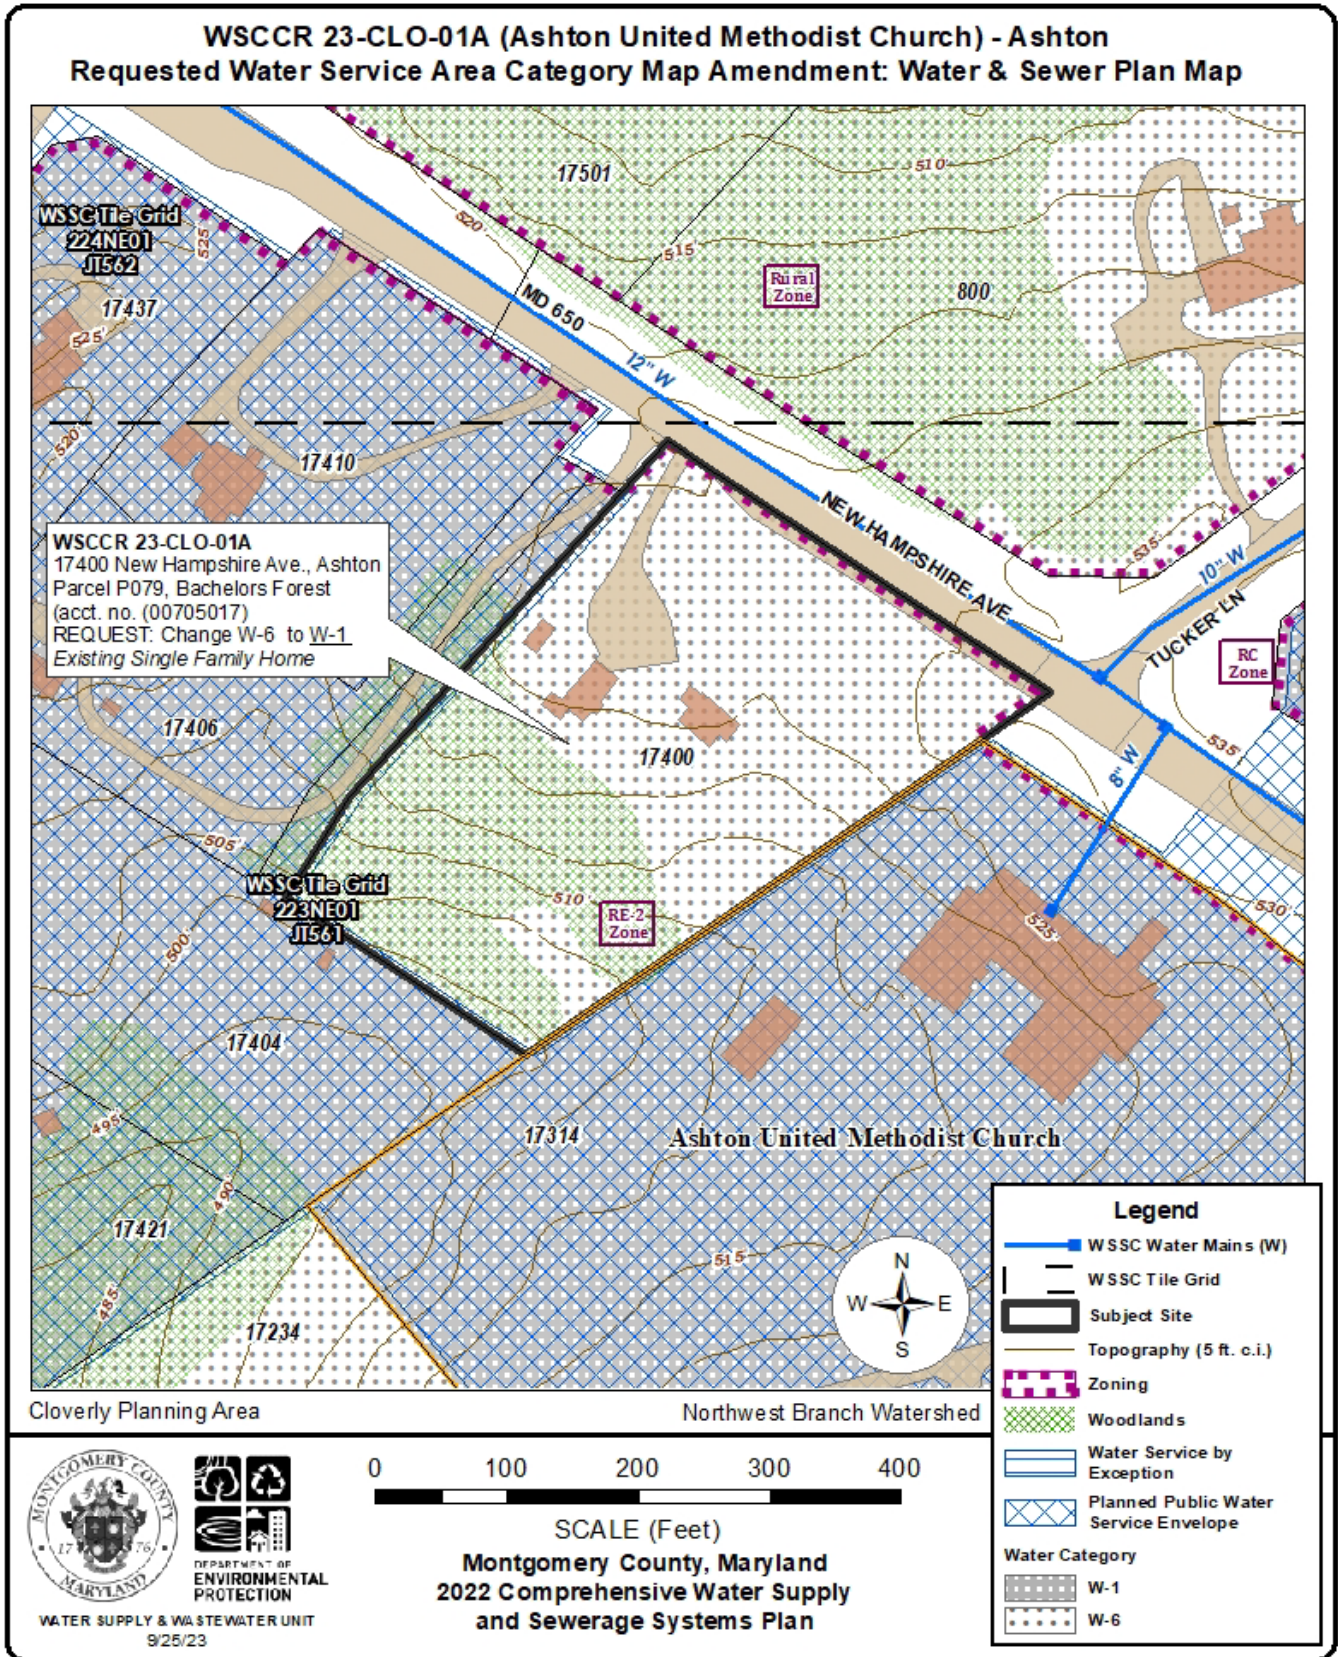 WSCCR 23-CLO-01A (Ashton United Methodist Church) - Ashton
Requested Water Service Area Category Map Amendment: Water & Sewer Plan Map
17501
510'
520'
515'
WSSC Tile Grid
224NE01
JT562
525'
Rural
Zone
800
MD 650
17437
525'
12" W
520'
17410
NEW HAMPSHIRE AVE
535'
10" W
TUCKER LN
WSCCR 23-CLO-01A
17400 New Hampshire Ave., Ashton
Parcel P079, Bachelors Forest
(acct. no. (00705017)
REQUEST: Change W-6 to W-1
Existing Single Family Home
RC
Zone
17406
17400
535'
8" W
505'
WSSC Tile Grid
223NE01
JT561
510'
RE-2
Zone
525'
530'
500'
17404
495'
17314
Ashton United Methodist Church
490'
17421
515'
485'
17234
N
W
E
S
Legend
WSSC Water Mains (W)
WSSC Tile Grid
Subject Site
Topography (5 ft. c.i.)
Zoning
Woodlands
Water Service by
Exception
Planned Public Water
Service Envelope
Water Category
W-1
W-6
Cloverly Planning Area
Northwest Branch Watershed
MONTGOMERY COUNTY
17 76
MARYLAND
DEPARTMENT OF
ENVIRONMENTAL
PROTECTION
WATER SUPPLY & WASTEWATER UNIT
9/25/23
0 100 200 300 400
SCALE (Feet)
Montgomery County, Maryland
2022 Comprehensive Water Supply
and Sewerage Systems Plan